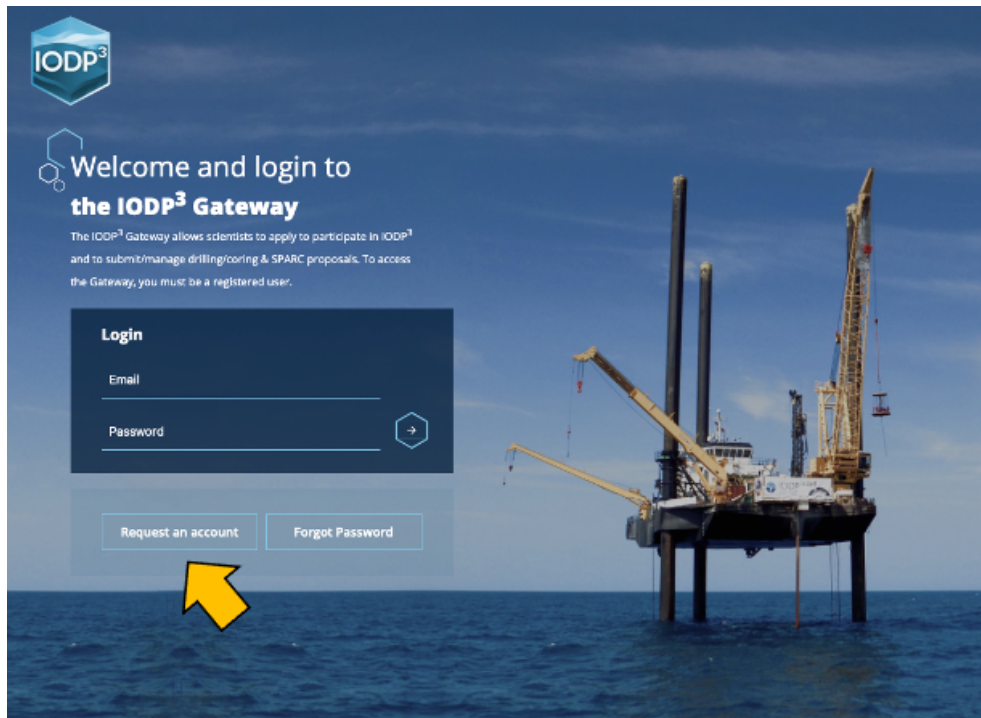 IODP³
Welcome and login to
the IODP³ Gateway
The IODP³ Gateway allows scientists to apply to participate in IODP³
and to submit/manage drilling/coring & SPARC proposals. To access
the Gateway, you must be a registered user.
Login
Email
Password
Request an account
Forgot Password